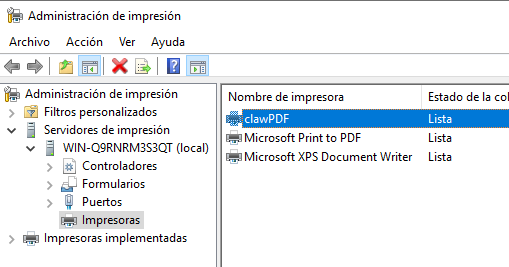 Administración de impresión
Archivo Acción Ver Ayuda
Administración de impresión
Filtros personalizados
Servidores de impresión
WIN-Q9RNRM3S3QT (local)
Controladores
Formularios
Puertos
Impresoras
Impresoras implementadas
Nombre de impresora Estado de la co
clawPDF Lista
Microsoft Print to PDF Lista
Microsoft XPS Document Writer Lista